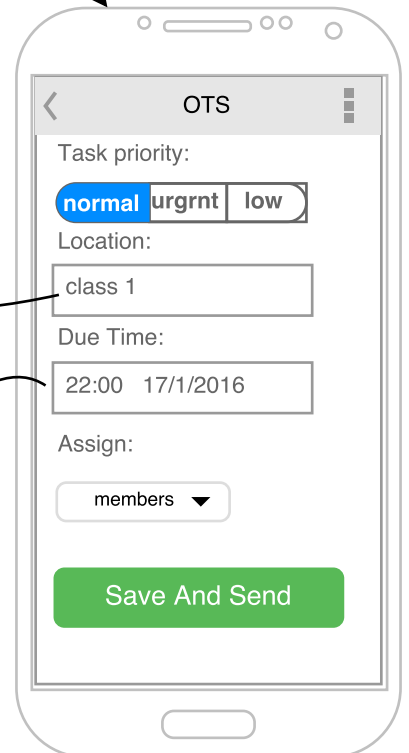 OTS
Task priority:
normal urgrnt low
Location:
class 1
Due Time:
22:00 17/1/2016
Assign:
members
Save And Send